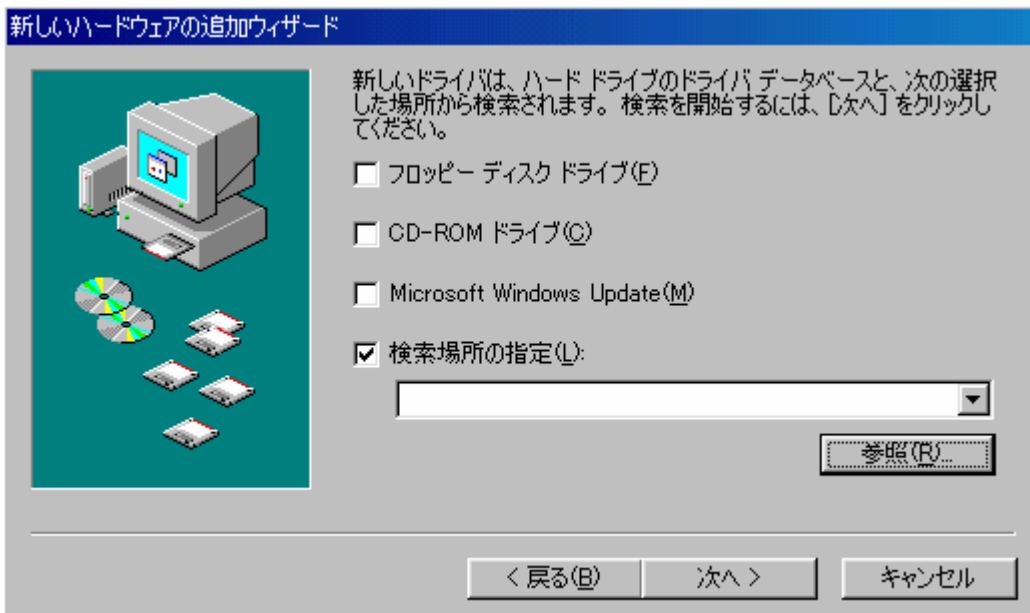 新しいハードウェアの追加ウィザード
新しいドライバは、ハード ドライブのドライバ データベースと、次の選択
した場所から検索されます。 検索を開始するには、[次へ] をクリックし
てください。
フロッピー ディスク ドライブ(F)
CD-ROM ドライブ(C)
Microsoft Windows Update(M)
検索場所の指定(L):
参照(R)...
< 戻る(B)
次へ >
キャンセル